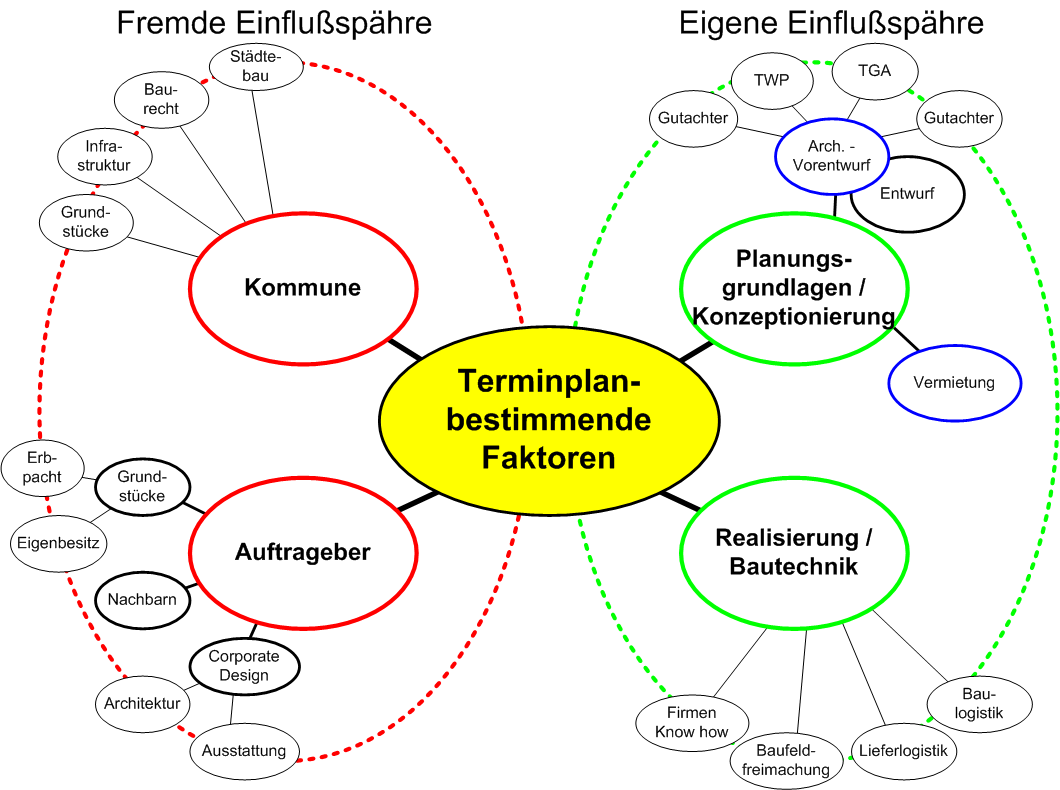 Fremde Einflußspähre
Eigene Einflußspähre
Städte-
bau
Bau-
recht
Infra-
struktur
Grund-
stücke
Kommune
TWP
TGA
Gutachter
Gutachter
Arch. -
Vorentwurf
Entwurf
Planungs-
grundlagen /
Konzeptionierung
Vermietung
Terminplan-
bestimmende
Faktoren
Erb-
pacht
Grund-
stücke
Eigenbesitz
Auftrageber
Nachbarn
Corporate
Design
Architektur
Ausstattung
Realisierung /
Bautechnik
Firmen
Know how
Baufeld-
freimachung
Lieferlogistik
Bau-
logistik